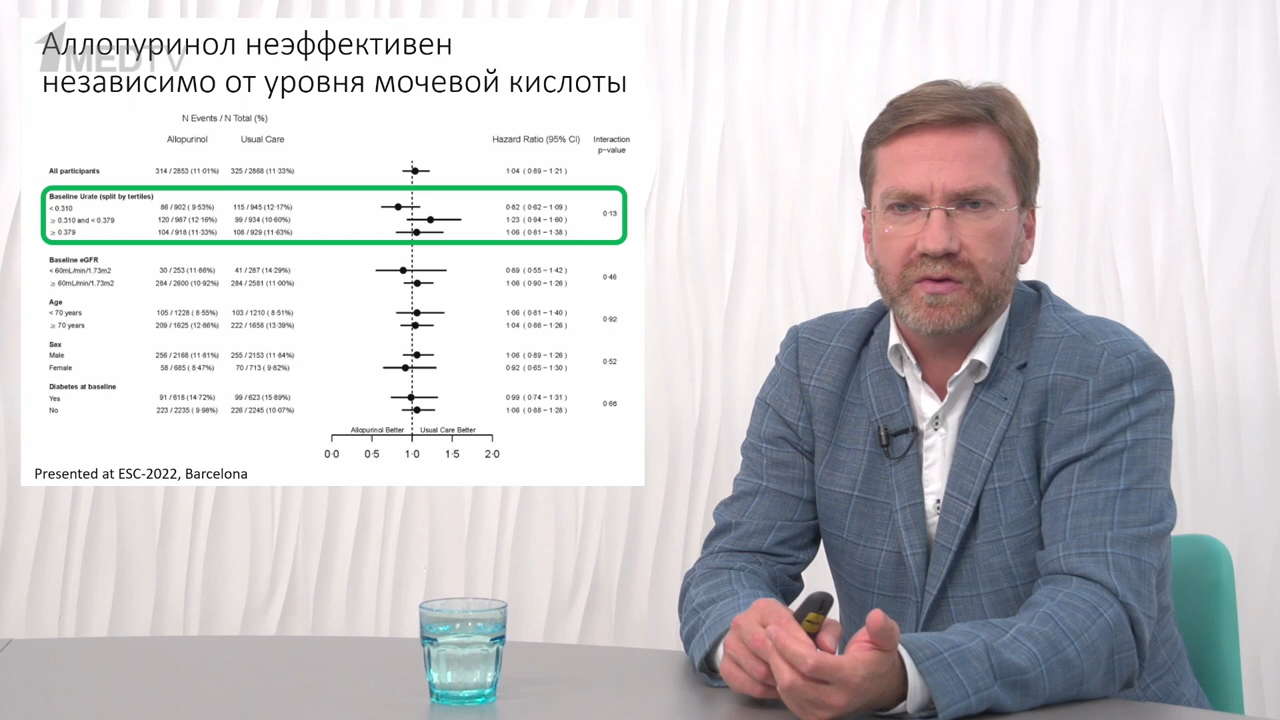 1MEDTV
Аллопуринол неэффективен
независимо от уровня мочевой кислоты
N Events / N Total (%)
Allopurinol Usual Care Hazard Ratio (95% CI) Interaction
p-value
All participants 314 / 2853 (11·01%) 325 / 2868 (11·33%) 1·04 ( 0·89 − 1·21)
Baseline Urate (split by tertiles)
< 0.310 86 / 902 ( 9·53%) 115 / 945 (12·17%) 0·82 ( 0·62 − 1·09)
0·13
≥ 0.310 and < 0.379 120 / 987 (12·16%) 99 / 934 (10·60%) 1·23 ( 0·94 − 1·60)
≥ 0.379 104 / 918 (11·33%) 108 / 929 (11·63%) 1·06 ( 0·81 − 1·38)
Baseline eGFR
< 60mL/min/1.73m2 30 / 253 (11·86%) 41 / 287 (14·29%) 0·89 ( 0·55 − 1·42)
0·46
≥ 60mL/min/1.73m2 284 / 2600 (10·92%) 284 / 2581 (11·00%) 1·06 ( 0·90 − 1·26)
Age
< 70 years 105 / 1228 ( 8·55%) 103 / 1210 ( 8·51%) 1·06 ( 0·81 − 1·40)
0·92
≥ 70 years 209 / 1625 (12·86%) 222 / 1658 (13·39%) 1·04 ( 0·86 − 1·26)
Sex
Male 256 / 2168 (11·81%) 255 / 2153 (11·84%) 1·06 ( 0·89 − 1·26)
0·52
Female 58 / 685 ( 8·47%) 70 / 713 ( 9·82%) 0·92 ( 0·65 − 1·30)
Diabetes at baseline
Yes 91 / 618 (14·72%) 99 / 623 (15·89%) 0·99 ( 0·74 − 1·31)
0·66
No 223 / 2235 ( 9·98%) 226 / 2245 (10·07%) 1·06 ( 0·88 − 1·28)
Allopurinol Better Usual Care Better
0·0 0·5 1·0 1·5 2·0
Presented at ESC-2022, Barcelona